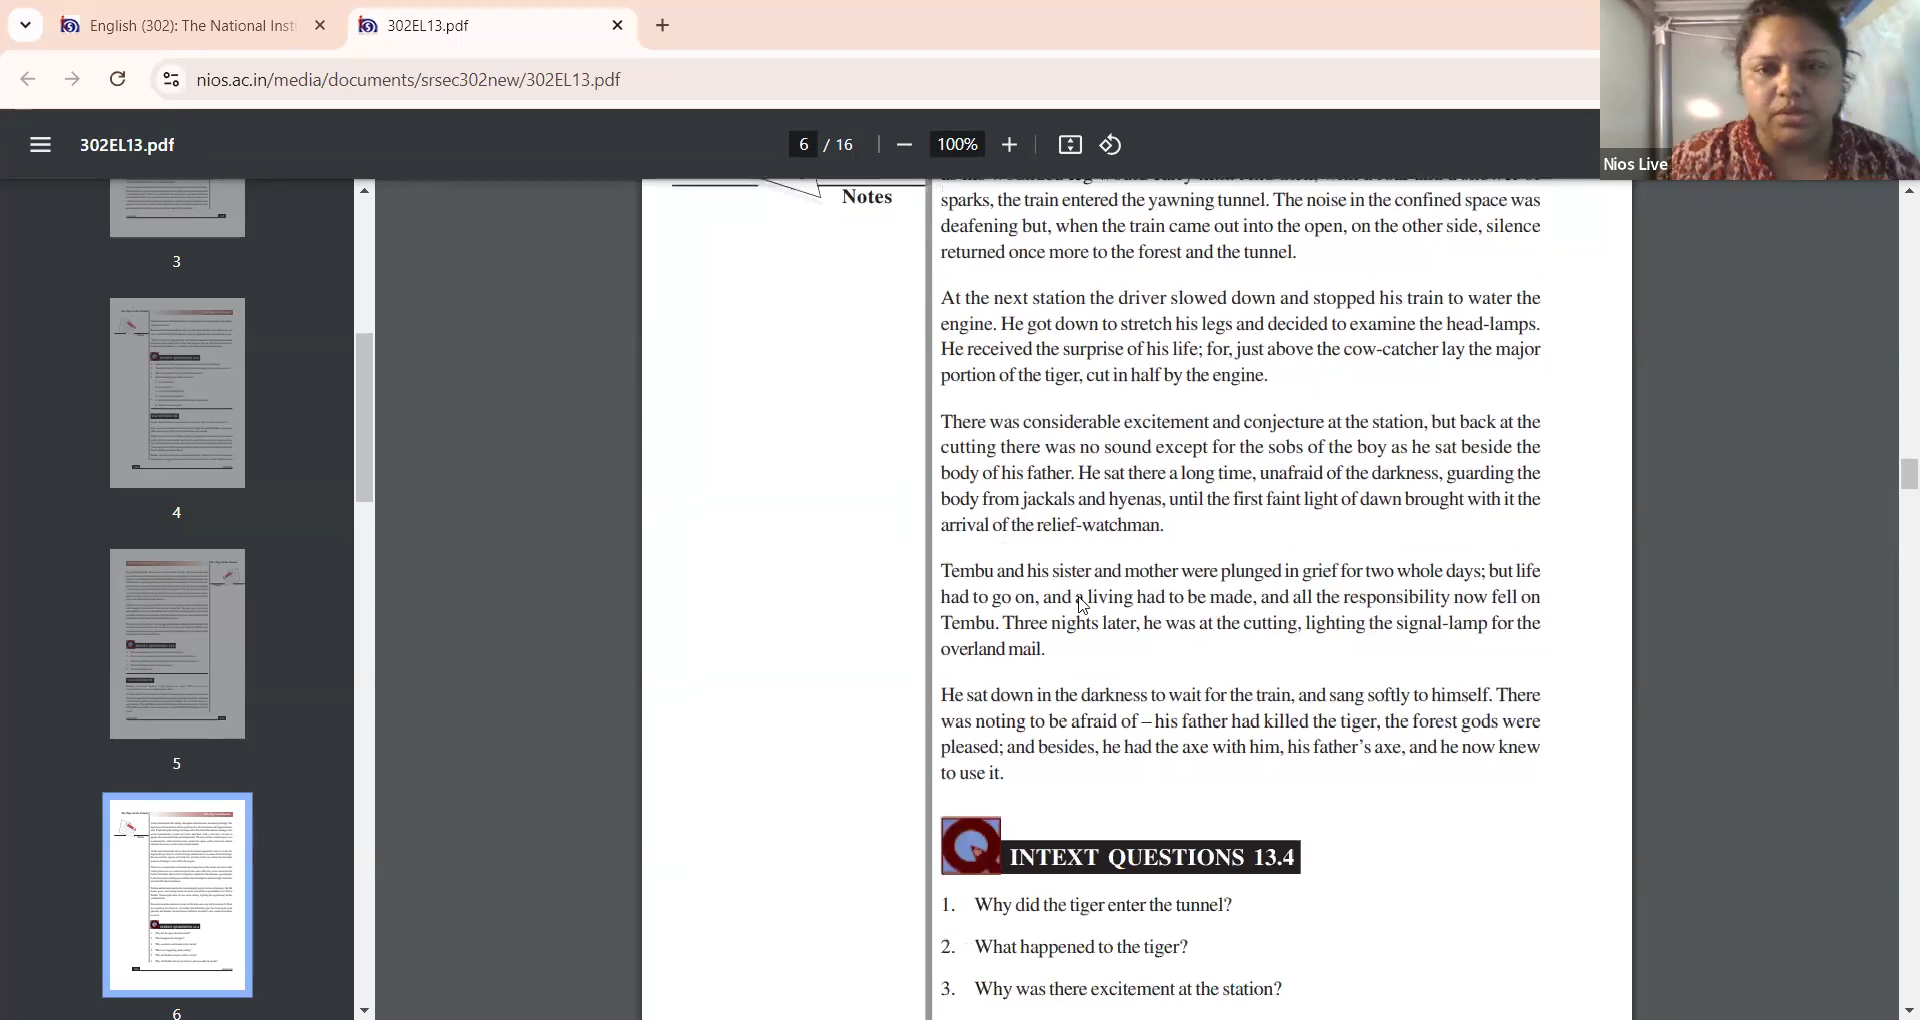 English (302): The National Insti
302EL13.pdf
nios.ac.in/media/documents/srsec302new/302EL13.pdf
302EL13.pdf
6 / 16
100%
Nios Live
3
4
5
6
Notes
sparks, the train entered the yawning tunnel. The noise in the confined space was
deafening but, when the train came out into the open, on the other side, silence
returned once more to the forest and the tunnel.
At the next station the driver slowed down and stopped his train to water the
engine. He got down to stretch his legs and decided to examine the head-lamps.
He received the surprise of his life; for, just above the cow-catcher lay the major
portion of the tiger, cut in half by the engine.
There was considerable excitement and conjecture at the station, but back at the
cutting there was no sound except for the sobs of the boy as he sat beside the
body of his father. He sat there a long time, unafraid of the darkness, guarding the
body from jackals and hyenas, until the first faint light of dawn brought with it the
arrival of the relief-watchman.
Tembu and his sister and mother were plunged in grief for two whole days; but life
had to go on, and a living had to be made, and all the responsibility now fell on
Tembu. Three nights later, he was at the cutting, lighting the signal-lamp for the
overland mail.
He sat down in the darkness to wait for the train, and sang softly to himself. There
was noting to be afraid of – his father had killed the tiger, the forest gods were
pleased; and besides, he had the axe with him, his father's axe, and he now knew
to use it.
INTEXT QUESTIONS 13.4
1. Why did the tiger enter the tunnel?
2. What happened to the tiger?
3. Why was there excitement at the station?